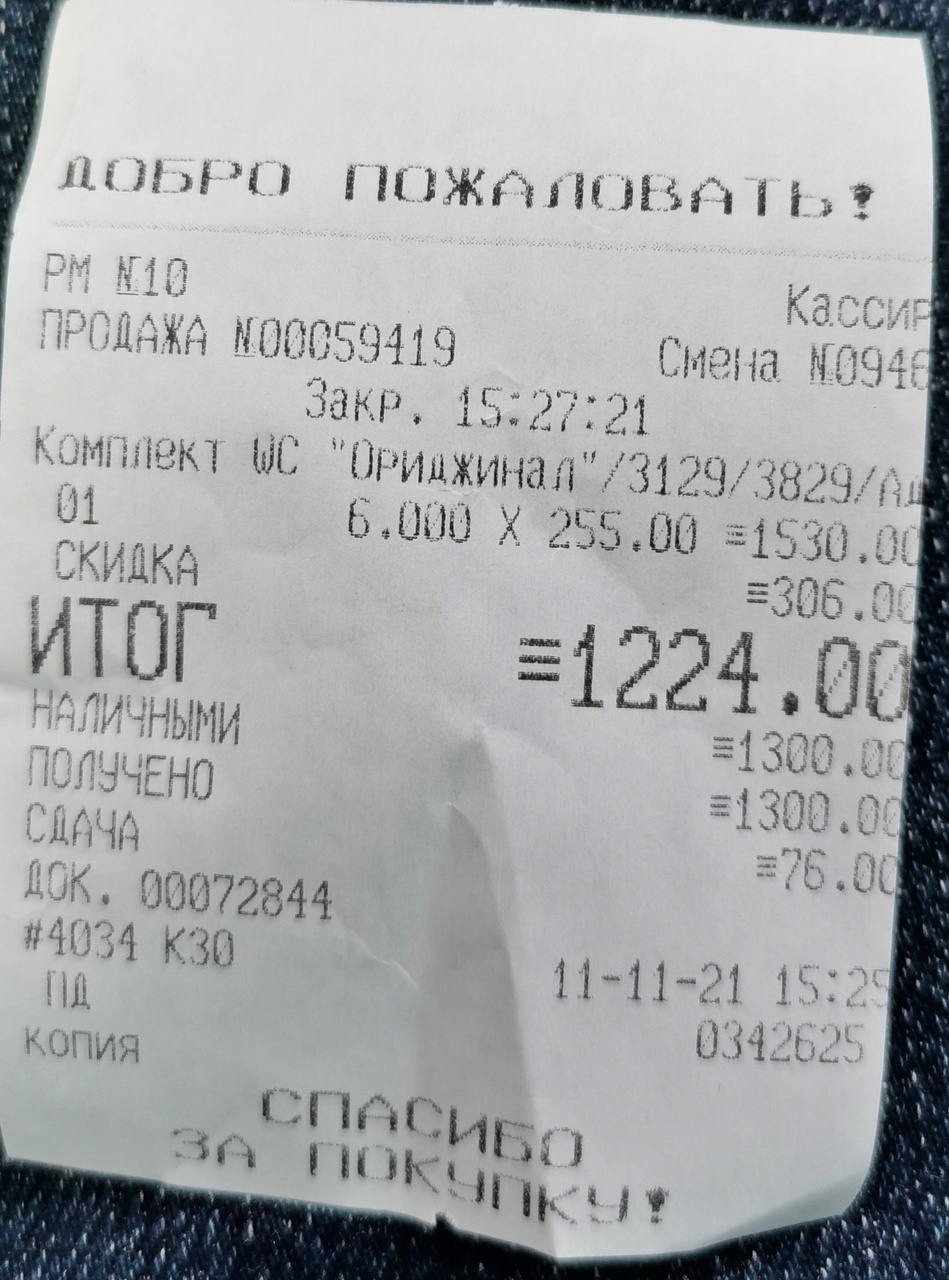 ДОБРО ПОЖАЛОВАТЬ!
РМ №10 Кассир
ПРОДАЖА №00059419 Смена №0946
Закр. 15:27:21
Комплект WC "Ориджинал"/3129/3829/Ад
01 6.000 X 255.00 ≡1530.00
СКИДКА ≡306.00
ИТОГ ≡1224.00
НАЛИЧНЫМИ ≡1300.00
ПОЛУЧЕНО ≡1300.00
СДАЧА ≡76.00
ДОК. 00072844
#4034 К30 11-11-21 15:25
ПД 0342625
КОПИЯ
СПАСИБО
ЗА ПОКУПКУ!